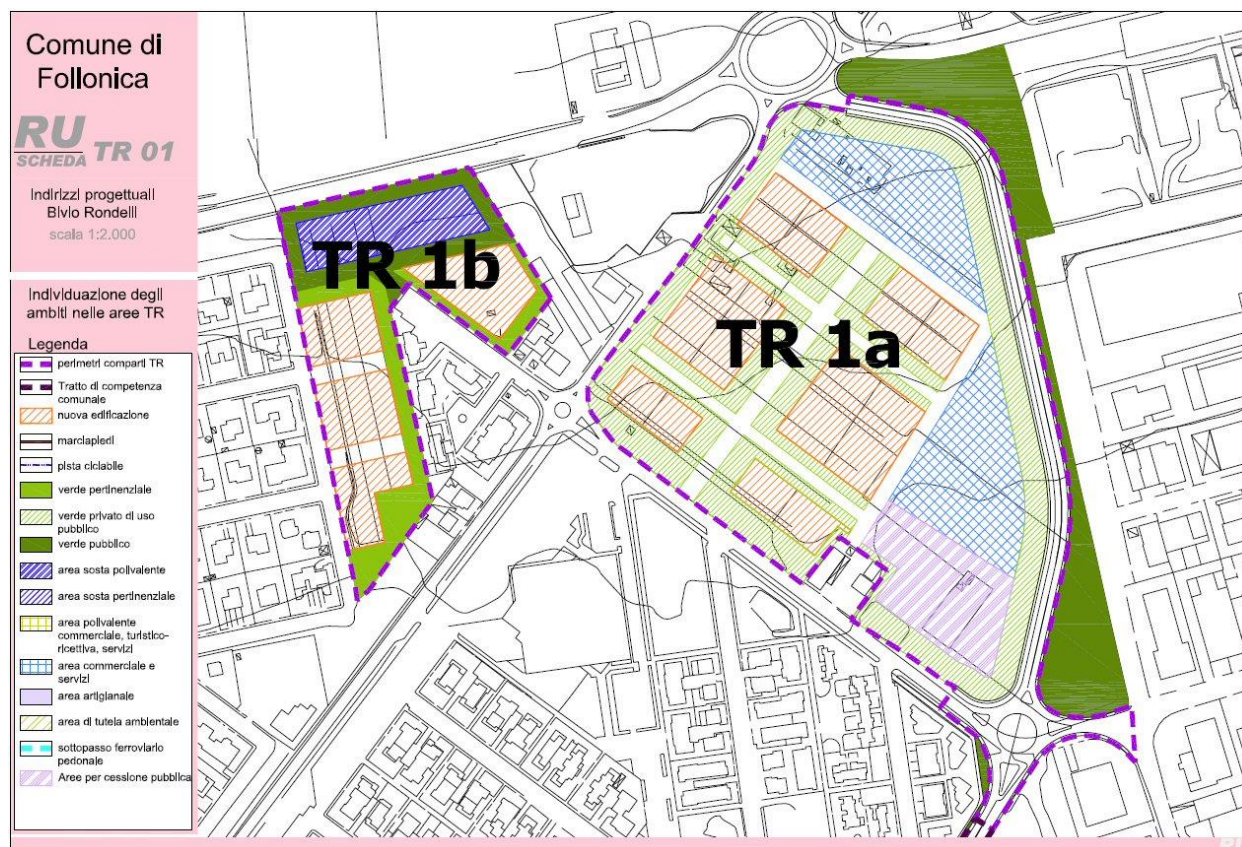 Comune di
Follonica
RU
SCHEDA TR 01
Indirizzi progettuali
Bivio Rondelli
scala 1:2.000
Individuazione degli
ambiti nelle aree TR
Legenda
perimetri comparti TR
Tratto di competenza
comunale
nuova edificazione
marciapiedi
pista ciclabile
verde pertinenziale
verde privato di uso
pubblico
verde pubblico
area sosta polivalente
area sosta pertinenziale
area polivalente
commerciale, turistico-
ricettiva, servizi
area commerciale e
servizi
area artigianale
area di tutela ambientale
sottopasso ferroviario
pedonale
Aree per cessione pubblica
TR 1b
TR 1a